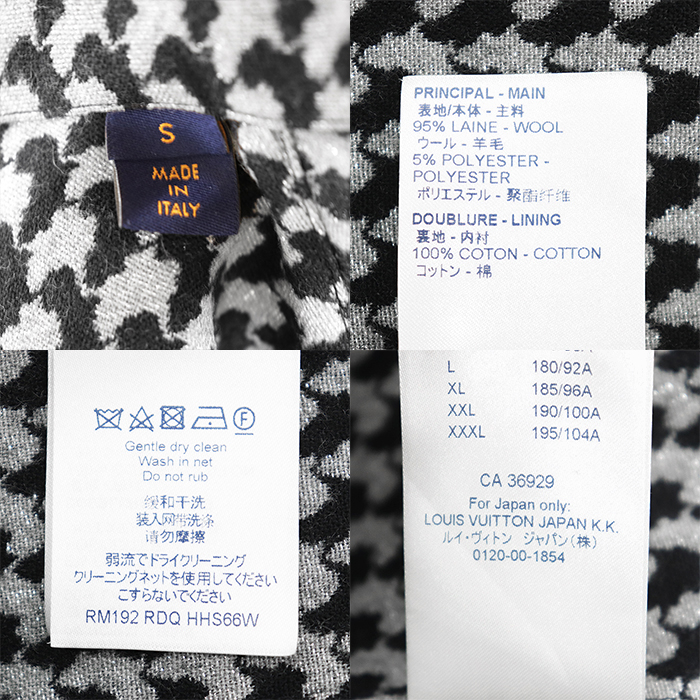 S
MADE
IN
ITALY
PRINCIPAL - MAIN
表地/本体 - 主料
95% LAINE - WOOL
ウール - 羊毛
5% POLYESTER -
POLYESTER
ポリエステル - 聚酯纤维
DOUBLURE - LINING
裏地 - 内衬
100% COTON - COTTON
コットン - 棉
F
Gentle dry clean
Wash in net
Do not rub
缓和干洗
装入网带洗涤
请勿摩擦
弱流でドライクリーニング
クリーニングネットを使用してください
こすらないでください
RM192 RDQ HHS66W
L 180/92A
XL 185/96A
XXL 190/100A
XXXL 195/104A
CA 36929
For Japan only:
LOUIS VUITTON JAPAN K.K.
ルイ・ヴィトン ジャパン(株)
0120-00-1854